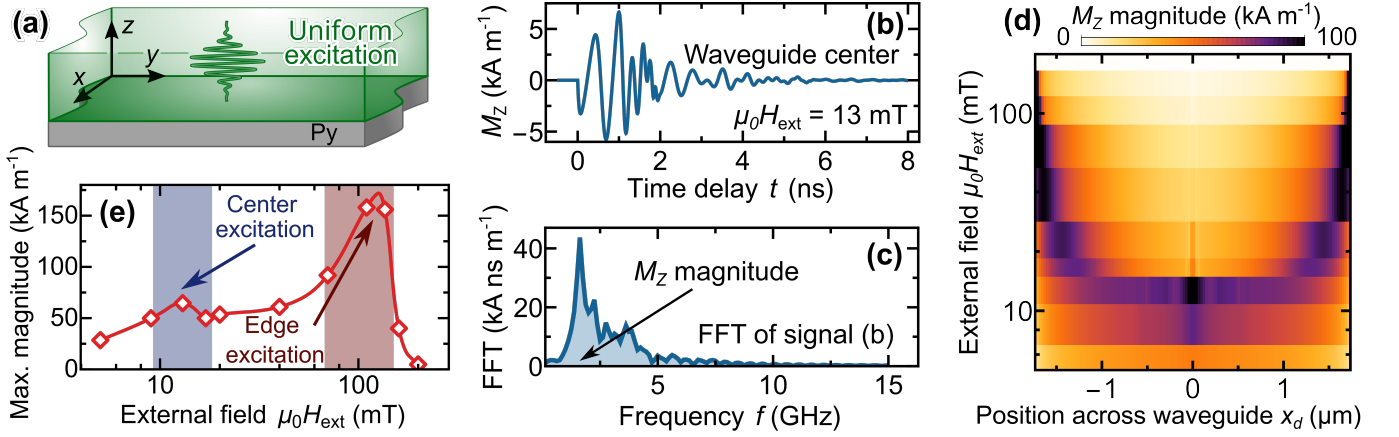 (a)
z
y
x
Uniform
excitation
Py
(b)
M_Z (kA m⁻¹)
5
0
−5
Waveguide center
μ₀H_ext = 13 mT
0 2 4 6 8
Time delay t (ns)
(c)
FFT (kA ns m⁻¹)
40
20
0
M_Z magnitude
FFT of signal (b)
5 10 15
Frequency f (GHz)
(d)
M_Z magnitude (kA m⁻¹)
0 100
External field μ₀H_ext (mT)
100
10
−1 0 1
Position across waveguide x_d (μm)
(e)
Max. magnitude (kA m⁻¹)
150
100
50
0
Center
excitation
Edge
excitation
10 100
External field μ₀H_ext (mT)